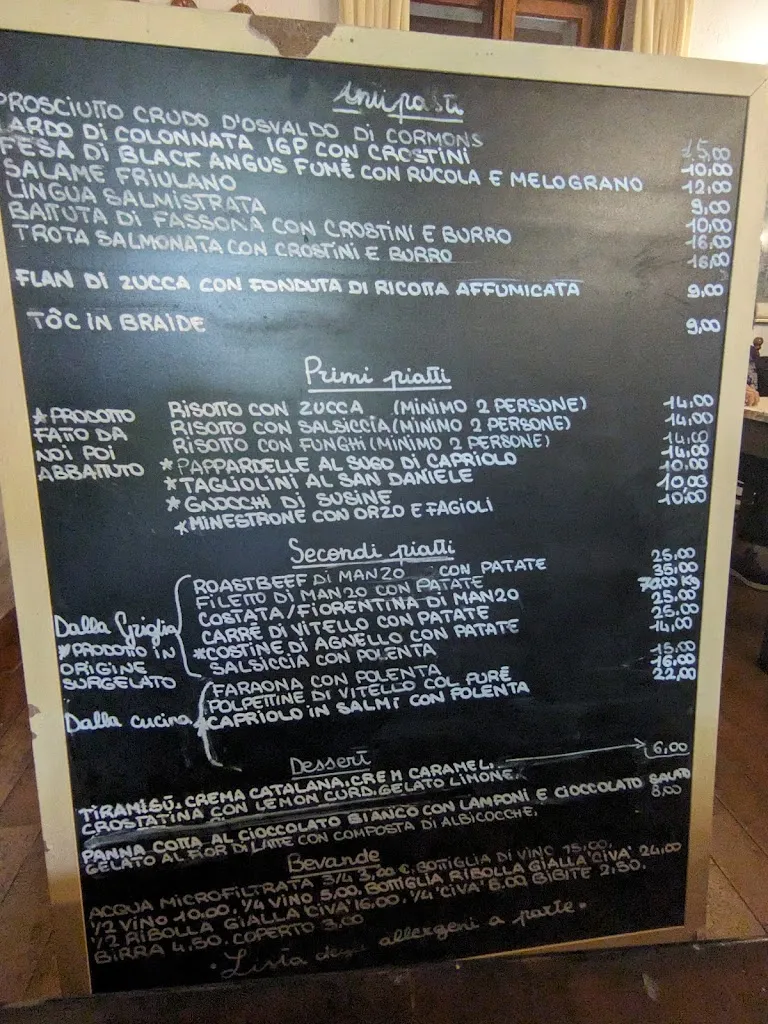 Antipasti
PROSCIUTTO CRUDO D'OSVALDO DI CORMONS 15,00
LARDO DI COLONNATA IGP CON CROSTINI 10,00
FESA DI BLACK ANGUS FUMÊ CON RUCOLA E MELOGRANO 12,00
SALAME FRIULANO 9,00
LINGUA SALMISTRATA 10,00
BATTUTA DI FASSONA CON CROSTINI E BURRO 16,00
TROTA SALMONATA CON CROSTINI E BURRO 16,00
FLAN DI ZUCCA CON FONDUTA DI RICOTTA AFFUMICATA 9,00
TÔC IN BRAIDE 9,00
Primi piatti
* PRODOTTO
FATTO DA
NOI POI
ABBATTUTO
RISOTTO CON ZUCCA (MINIMO 2 PERSONE) 14,00
RISOTTO CON SALSICCIA (MINIMO 2 PERSONE) 14,00
RISOTTO CON FUNGHI (MINIMO 2 PERSONE) 14,00
*PAPPARDELLE AL SUGO DI CAPRIOLO 14,00
*TAGLIOLINI AL SAN DANIELE 10,00
*GNOCCHI DI SUSINE 10,00
*MINESTRONE CON ORZO E FAGIOLI 10,00
Secondi piatti
Dalla Griglia
*PRODOTTO IN
ORIGINE
SURGELATO
ROASTBEEF DI MANZO CON PATATE 25,00
FILETTO DI MANZO CON PATATE 35,00
COSTATA/FIORENTINA DI MANZO 70,00 KG
CARRÉ DI VITELLO CON PATATE 25,00
*COSTINE DI AGNELLO CON PATATE 26,00
SALSICCIA CON POLENTA 14,00
Dalla cucina
FARAONA CON POLENTA 15,00
POLPETTINE DI VITELLO COL PURÈ 16,00
*CAPRIOLO IN SALMÌ CON POLENTA 22,00
Dessert
TIRAMISÙ. CREMA CATALANA. CREM CARAMEL. 6,00
CROSTATINA CON LEMON CURD. GELATO LIMONE.
PANNA COTTA AL CIOCCOLATO BIANCO CON LAMPONI E CIOCCOLATO SALATO
GELATO AL FIOR DI LATTE CON COMPOSTA DI ALBICOCCHE. 8,00
Bevande
ACQUA MICROFILTRATA 3/4 3,00 €. BOTTIGLIA DI VINO 15,00.
1/2 VINO 10,00. 1/4 VINO 5,00. BOTTIGLIA RIBOLLA GIALLA 'CIVA' 24,00
1/2 RIBOLLA GIALLA 'CIVA' 16,00. 1/4 'CIVA' 8,00 BIBITE 2,50.
BIRRA 4,50. COPERTO 3,00
. Lista degli allergeni a parte.